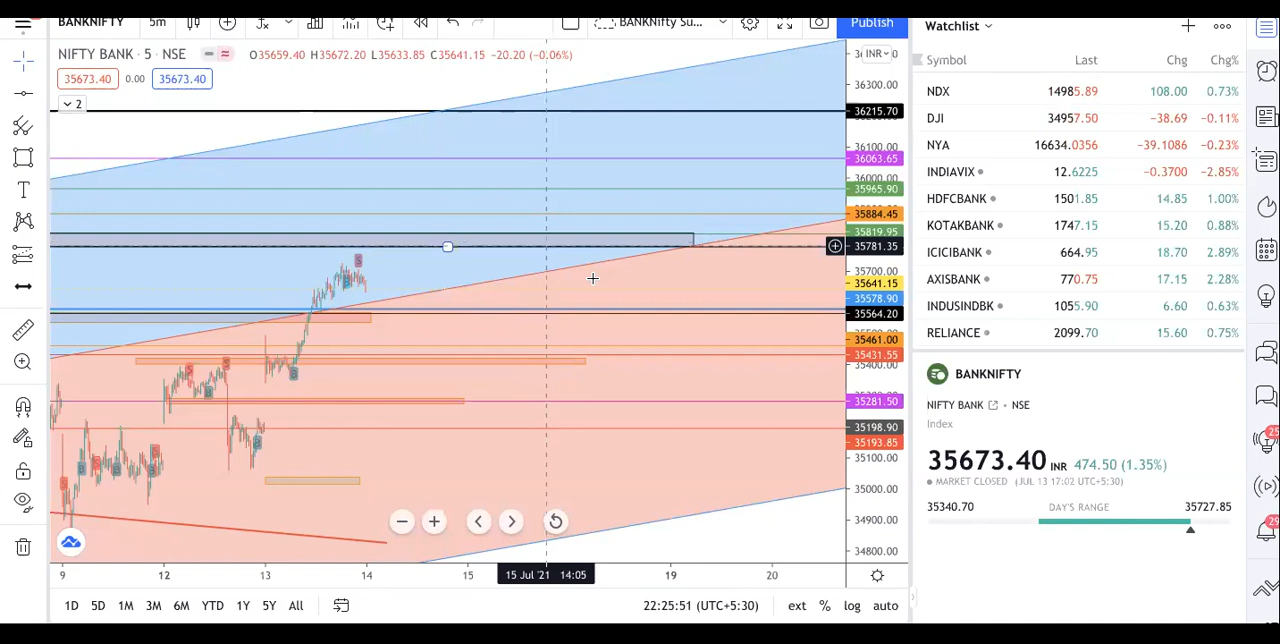 BANKNIFTY 5m BANKNifty Su... Publish
NIFTY BANK · 5 · NSE O35659.40 H35672.20 L35633.85 C35641.15 -20.20 (-0.06%)
35673.40 0.00 35673.40
2
INR
36300.00
36215.70
36100.00
36063.65
36000.00
35965.90
35884.45
35819.95
35781.35
35700.00
35641.15
35578.90
35564.20
35461.00
35431.55
35400.00
35281.50
35198.90
35193.85
35100.00
35000.00
34900.00
34800.00
9 12 13 14 15 15 Jul '21 14:05 19 20
1D 5D 1M 3M 6M YTD 1Y 5Y All 22:25:51 (UTC+5:30) ext % log auto
Watchlist
Symbol Last Chg Chg%
NDX 14985.89 108.00 0.73%
DJI 34957.50 -38.69 -0.11%
NYA 16634.0356 -39.1086 -0.23%
INDIAVIX 12.6225 -0.3700 -2.85%
HDFCBANK 1501.85 14.85 1.00%
KOTAKBANK 1747.15 15.20 0.88%
ICICIBANK 664.95 18.70 2.89%
AXISBANK 770.75 17.15 2.28%
INDUSINDBK 1055.90 6.60 0.63%
RELIANCE 2099.70 15.60 0.75%
BANKNIFTY
NIFTY BANK · NSE
Index
35673.40 INR 474.50 (1.35%)
MARKET CLOSED (JUL 13 17:02 UTC+5:30)
35340.70 DAY'S RANGE 35727.85